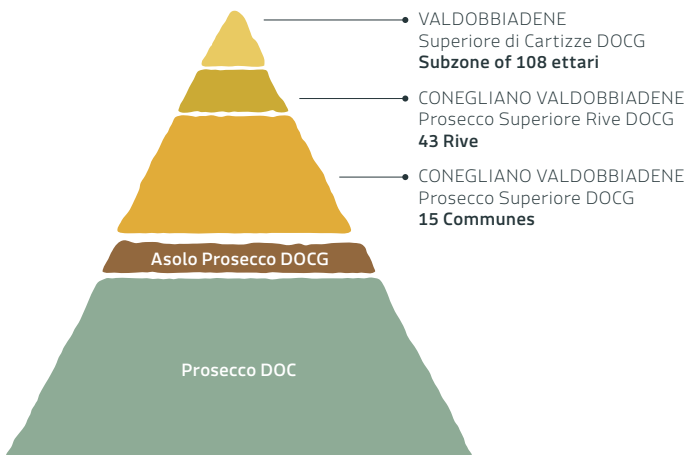 VALDOBBIADENE
Superiore di Cartizze DOCG
Subzone of 108 ettari
CONEGLIANO VALDOBBIADENE
Prosecco Superiore Rive DOCG
43 Rive
CONEGLIANO VALDOBBIADENE
Prosecco Superiore DOCG
15 Communes
Asolo Prosecco DOCG
Prosecco DOC